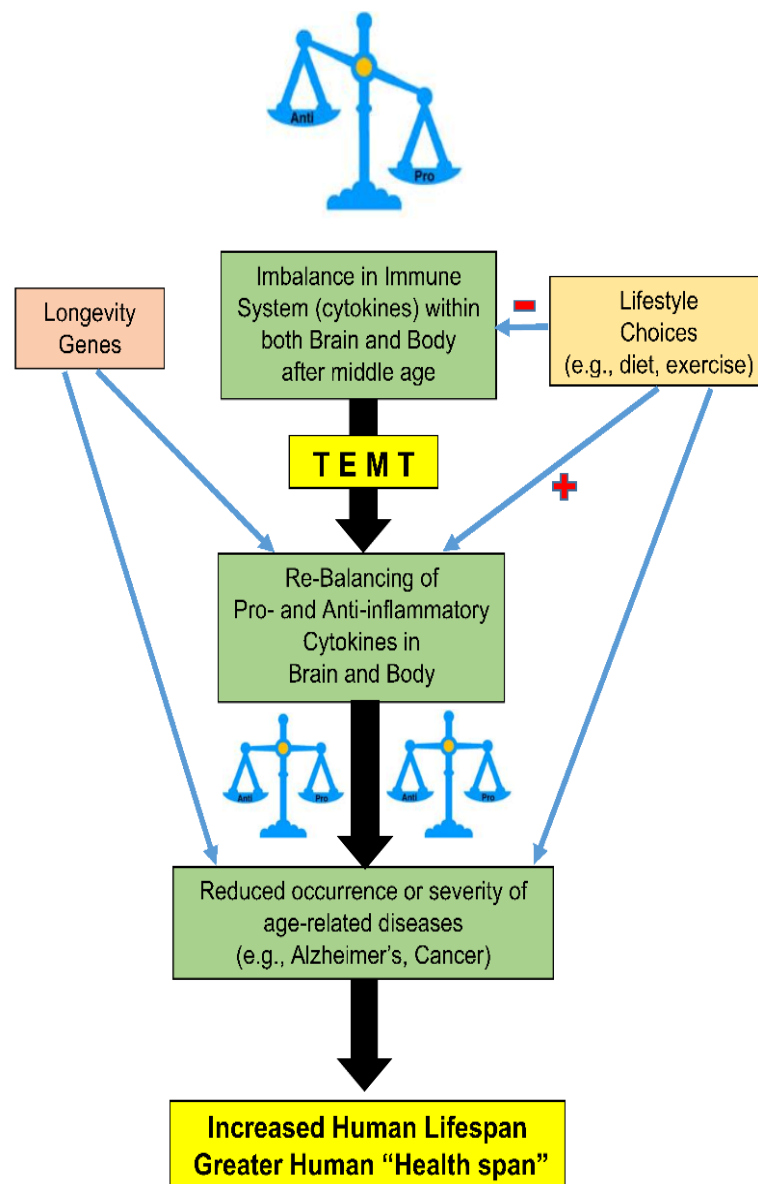 Anti
Pro
Imbalance in Immune
System (cytokines) within
both Brain and Body
after middle age
Longevity
Genes
Lifestyle
Choices
(e.g., diet, exercise)
−
T E M T
+
Re-Balancing of
Pro- and Anti-inflammatory
Cytokines in
Brain and Body
Anti Pro
Anti Pro
Reduced occurrence or severity of
age-related diseases
(e.g., Alzheimer’s, Cancer)
Increased Human Lifespan
Greater Human “Health span”